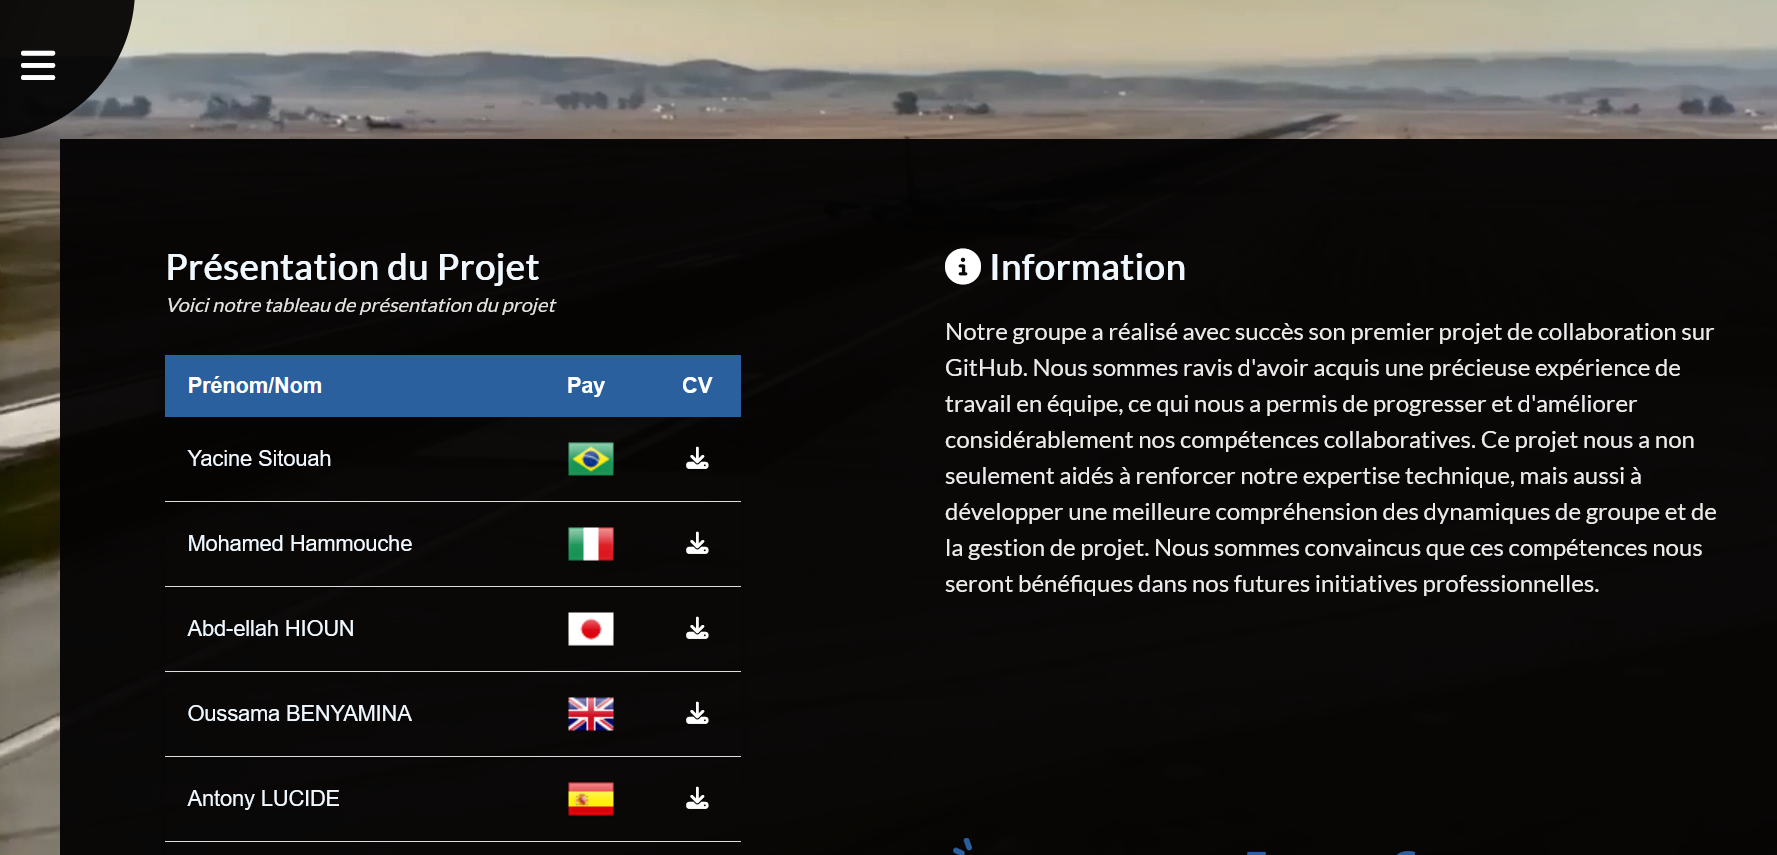 Présentation du Projet
Voici notre tableau de présentation du projet
Prénom/Nom Pay CV
Yacine Sitouah
Mohamed Hammouche
Abd-ellah HIOUN
Oussama BENYAMINA
Antony LUCIDE
Information
Notre groupe a réalisé avec succès son premier projet de collaboration sur
GitHub. Nous sommes ravis d'avoir acquis une précieuse expérience de
travail en équipe, ce qui nous a permis de progresser et d'améliorer
considérablement nos compétences collaboratives. Ce projet nous a non
seulement aidés à renforcer notre expertise technique, mais aussi à
développer une meilleure compréhension des dynamiques de groupe et de
la gestion de projet. Nous sommes convaincus que ces compétences nous
seront bénéfiques dans nos futures initiatives professionnelles.